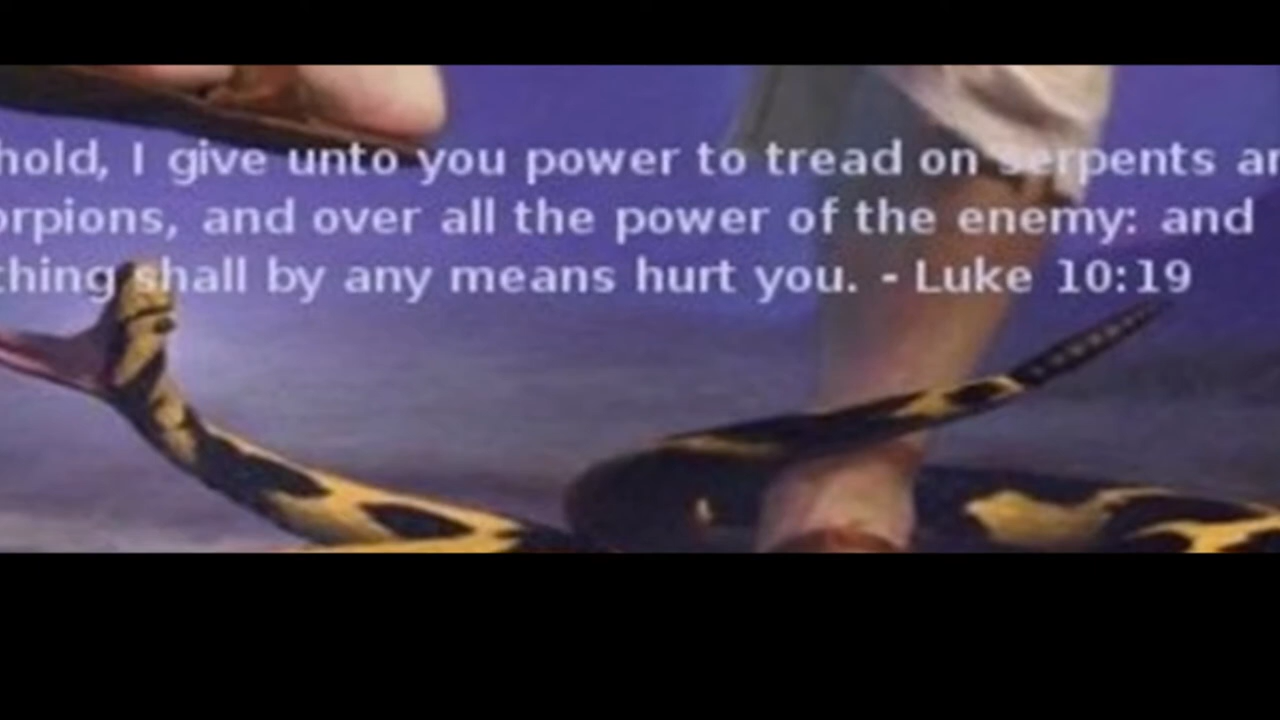 hold, I give unto you power to tread on serpents an
orpions, and over all the power of the enemy: and
thing shall by any means hurt you. - Luke 10:19